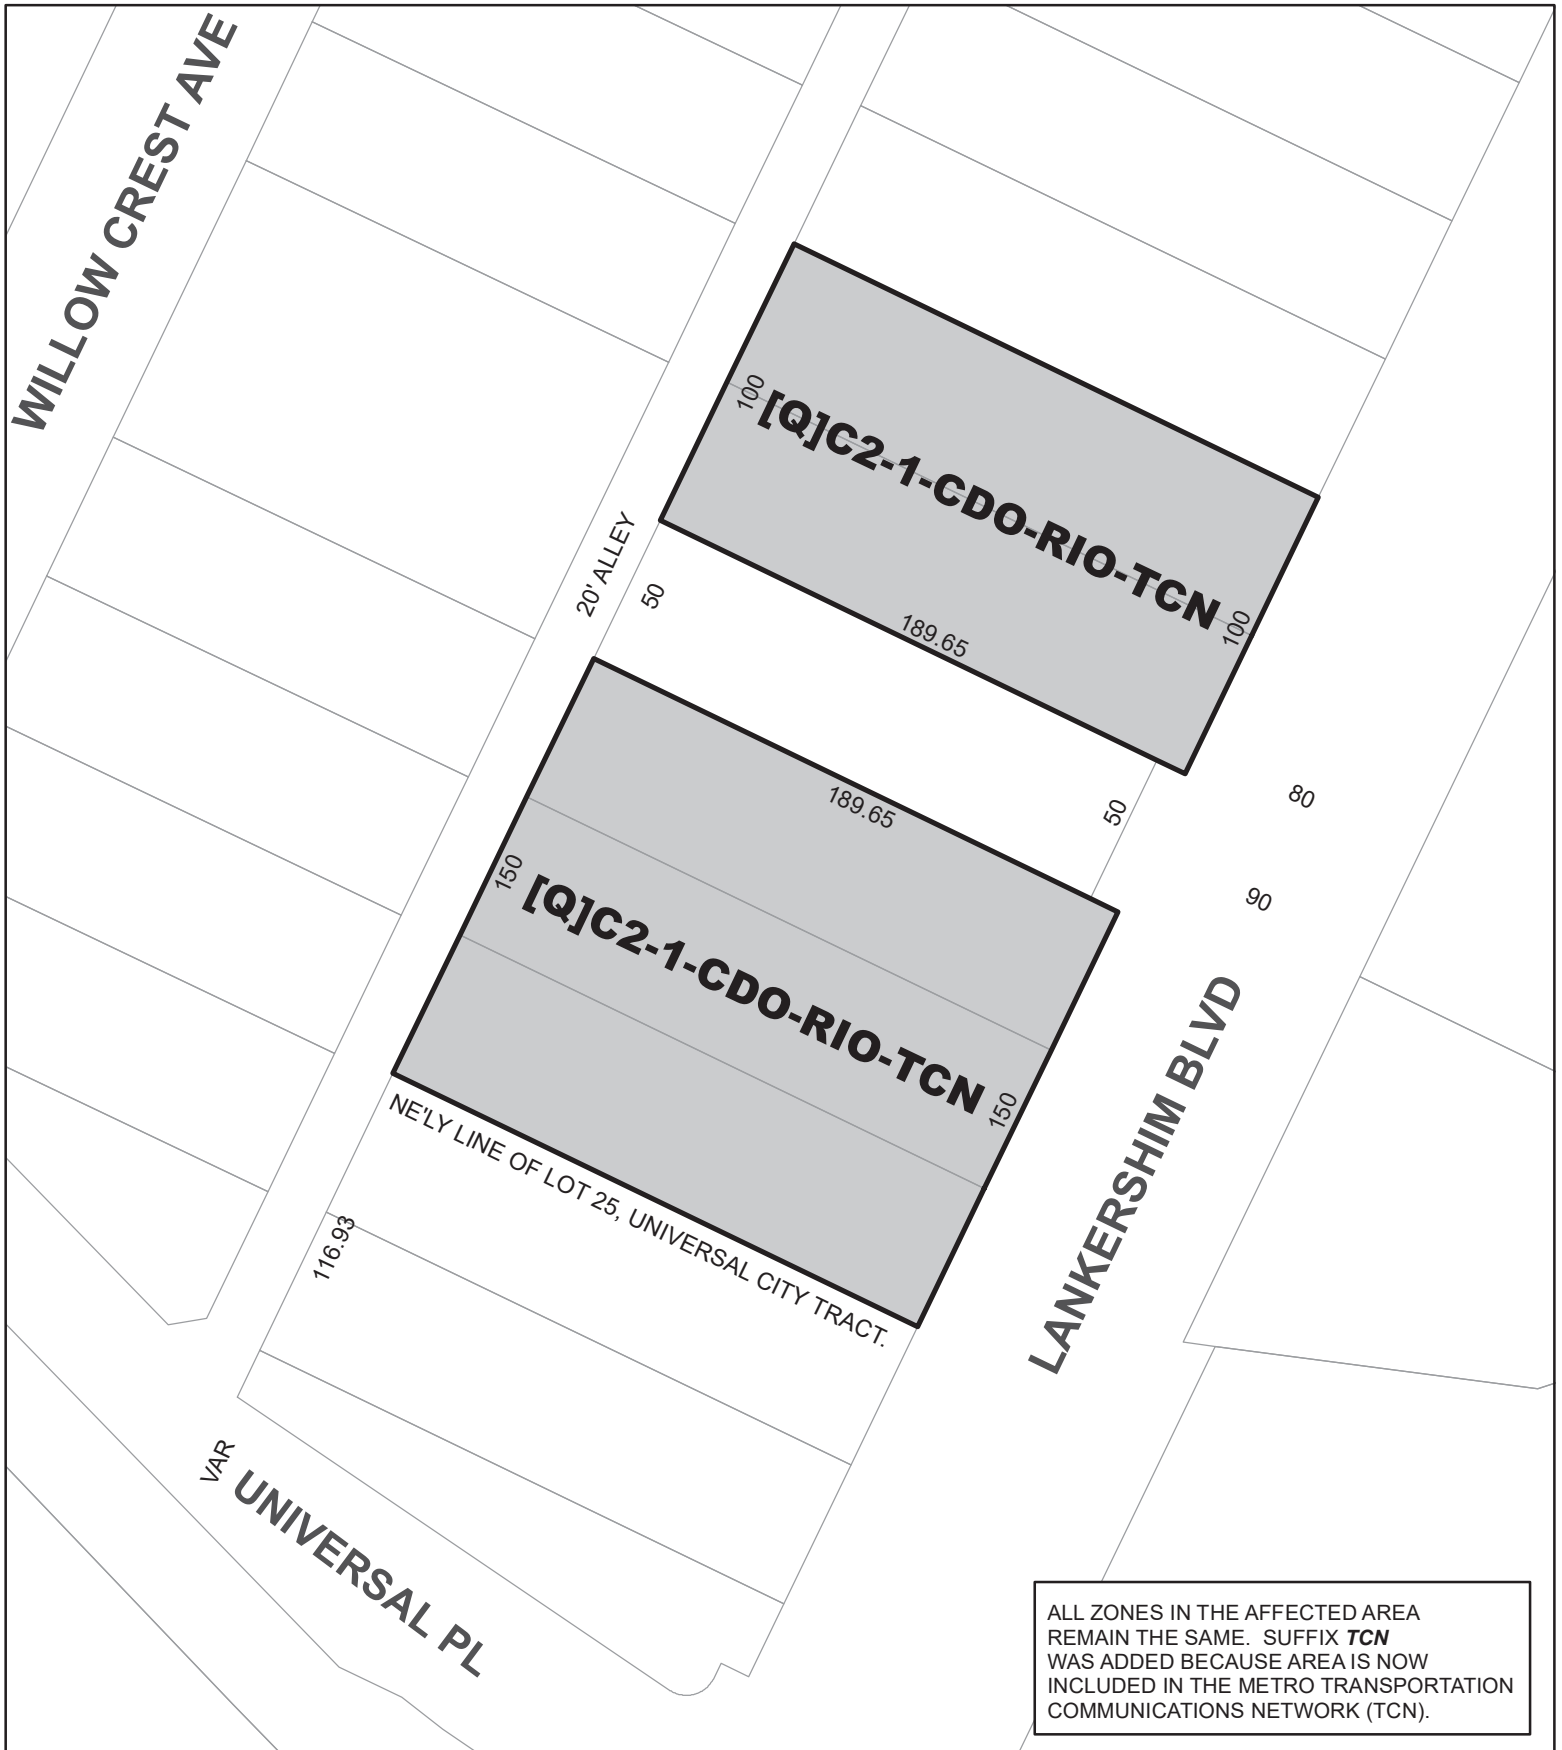 WILLOW CREST AVE
100
[Q]C2-1-CDO-RIO-TCN
100
20' ALLEY
50
189.65
80
50
189.65
90
150
[Q]C2-1-CDO-RIO-TCN
150
LANKERSHIM BLVD
NE'LY LINE OF LOT 25, UNIVERSAL CITY TRACT.
116.93
VAR
UNIVERSAL PL
ALL ZONES IN THE AFFECTED AREA
REMAIN THE SAME. SUFFIX TCN
WAS ADDED BECAUSE AREA IS NOW
INCLUDED IN THE METRO TRANSPORTATION
COMMUNICATIONS NETWORK (TCN).